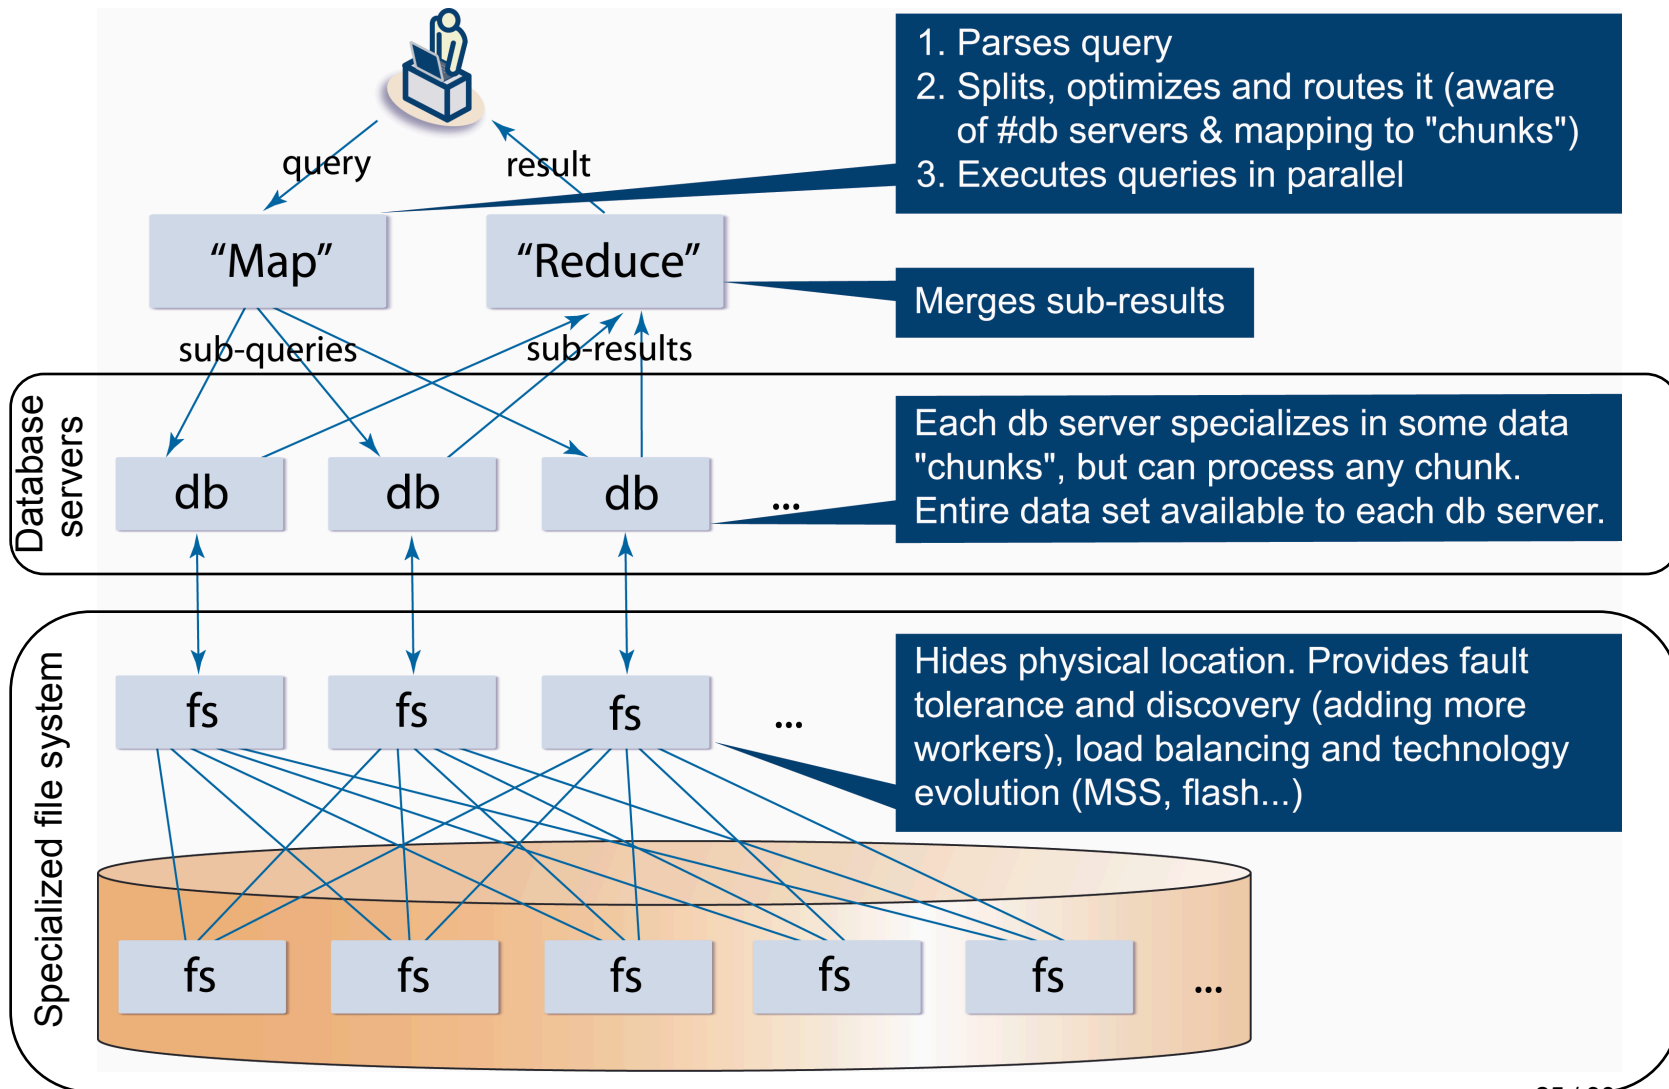 1. Parses query
2. Splits, optimizes and routes it (aware
of #db servers & mapping to "chunks")
3. Executes queries in parallel
query
result
“Map”
“Reduce”
Merges sub-results
sub-queries
sub-results
Database
servers
Each db server specializes in some data
"chunks", but can process any chunk.
Entire data set available to each db server.
db
db
db
...
Specialized file system
fs
fs
fs
...
Hides physical location. Provides fault
tolerance and discovery (adding more
workers), load balancing and technology
evolution (MSS, flash...)
fs
fs
fs
fs
fs
...